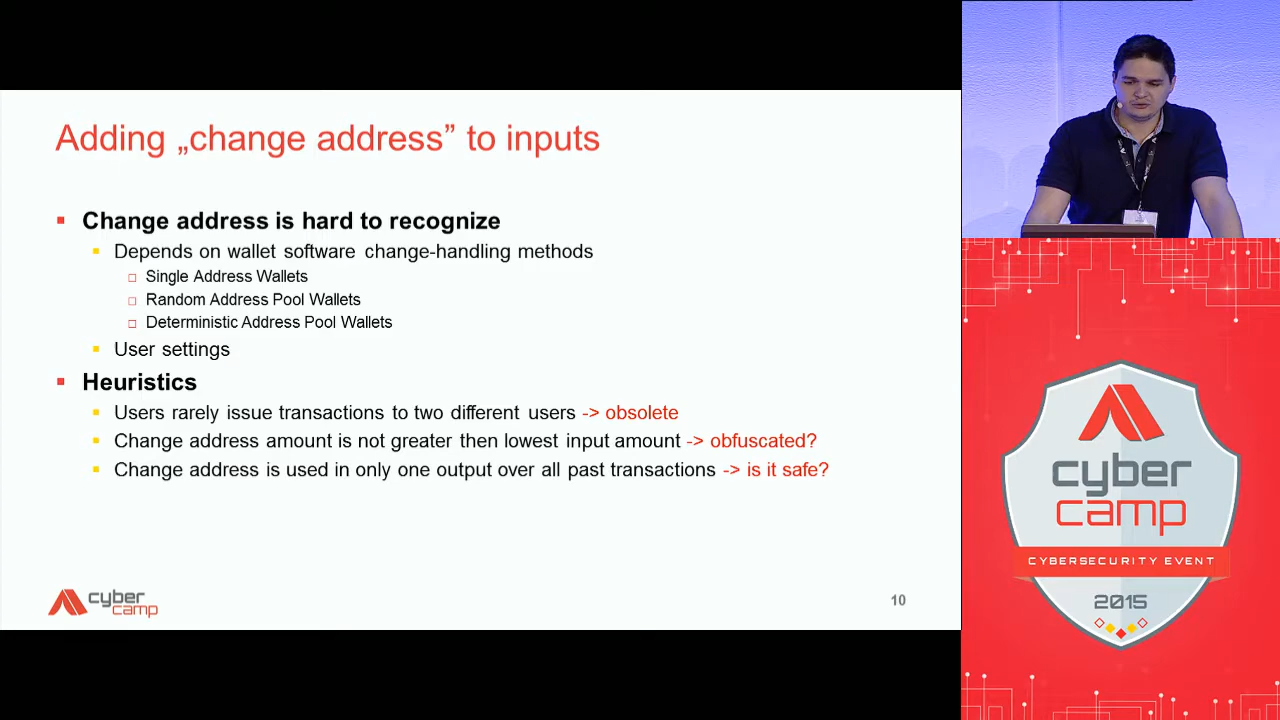 Adding „change address” to inputs
Change address is hard to recognize
Depends on wallet software change-handling methods
Single Address Wallets
Random Address Pool Wallets
Deterministic Address Pool Wallets
User settings
Heuristics
Users rarely issue transactions to two different users -> obsolete
Change address amount is not greater then lowest input amount -> obfuscated?
Change address is used in only one output over all past transactions -> is it safe?
cyber
camp
10
cyber
camp
CYBERSECURITY EVENT
2015